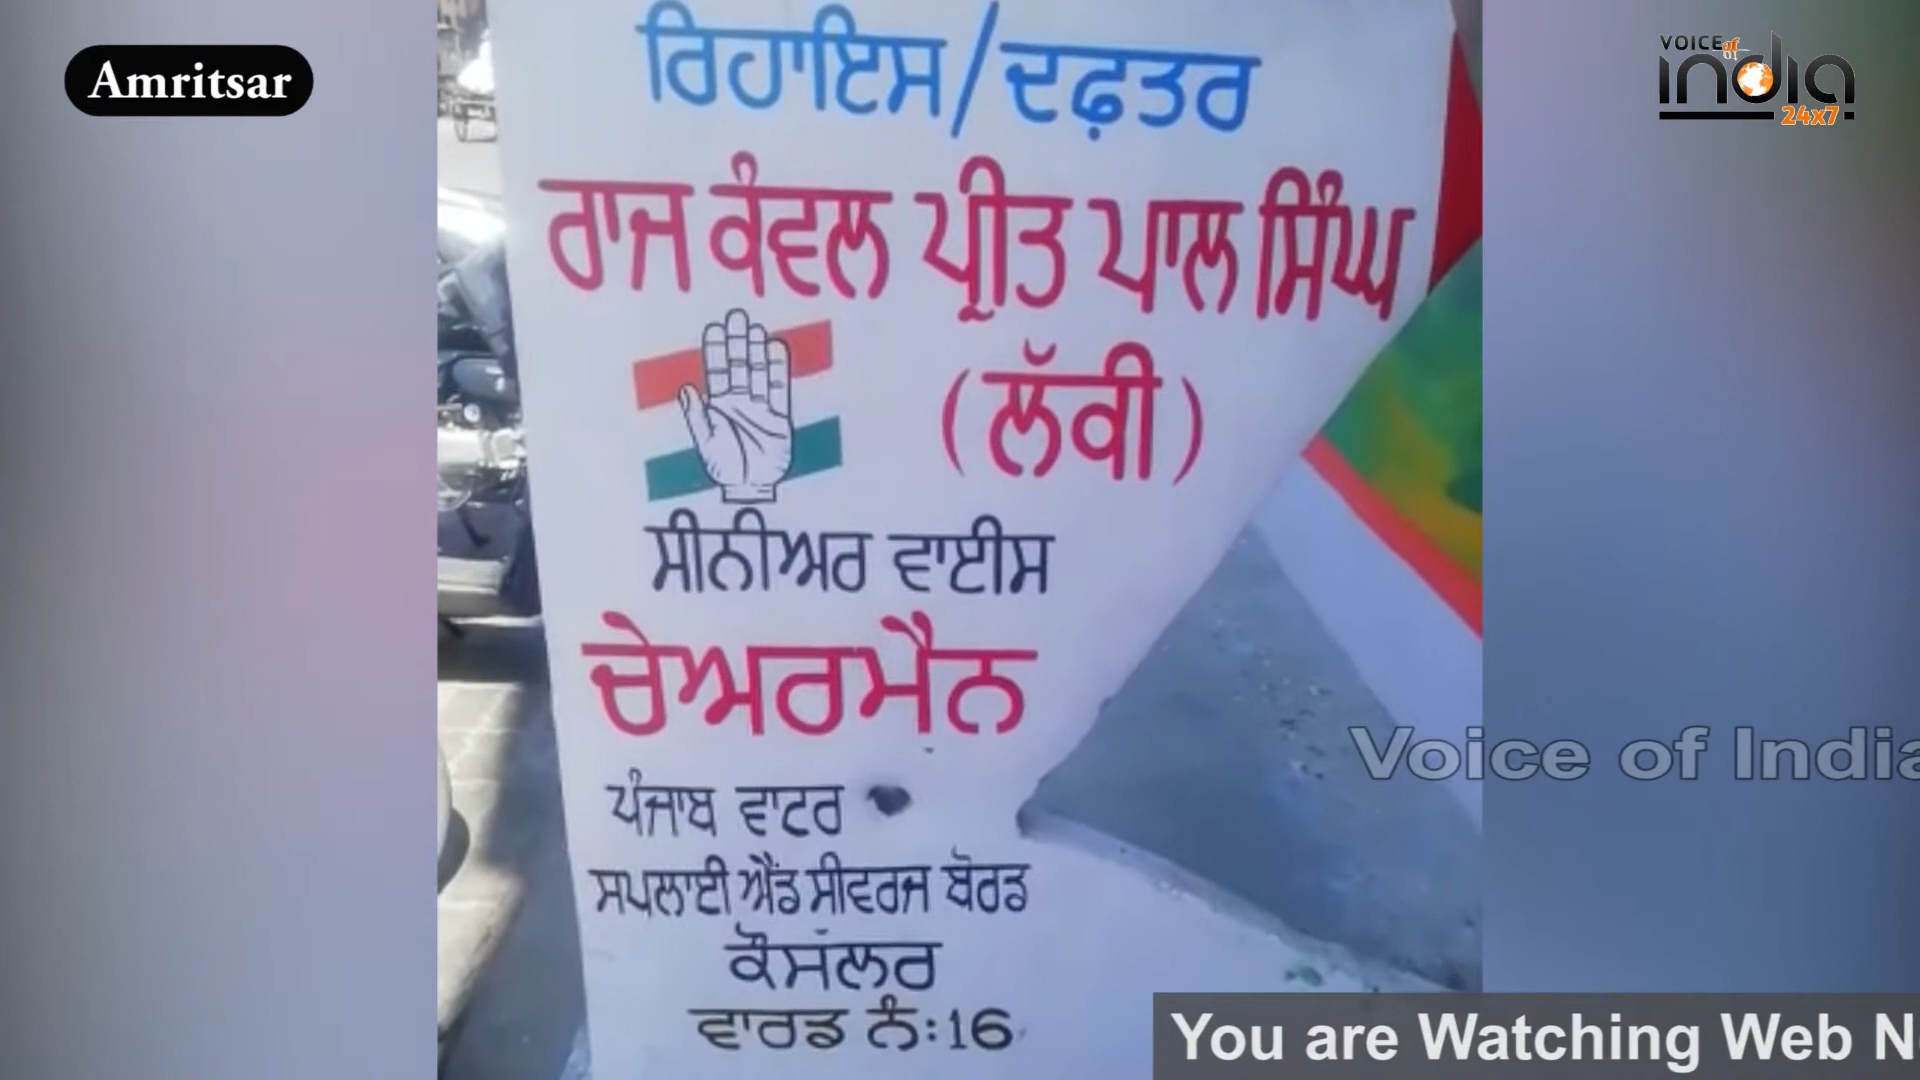 Amritsar
VOICE of
india
24x7
ਰਿਹਾਇਸ/ਦਫ਼ਤਰ
ਰਾਜ ਕੰਵਲ ਪ੍ਰੀਤ ਪਾਲ ਸਿੰਘ
(ਲੱਕੀ)
ਸੀਨੀਅਰ ਵਾਈਸ
ਚੇਅਰਮੈਨ
ਪੰਜਾਬ ਵਾਟਰ
ਸਪਲਾਈ ਐਂਡ ਸੀਵਰਜ ਬੋਰਡ
ਕੌਂਸਲਰ
ਵਾਰਡ ਨੰ:16
Voice of India
You are Watching Web